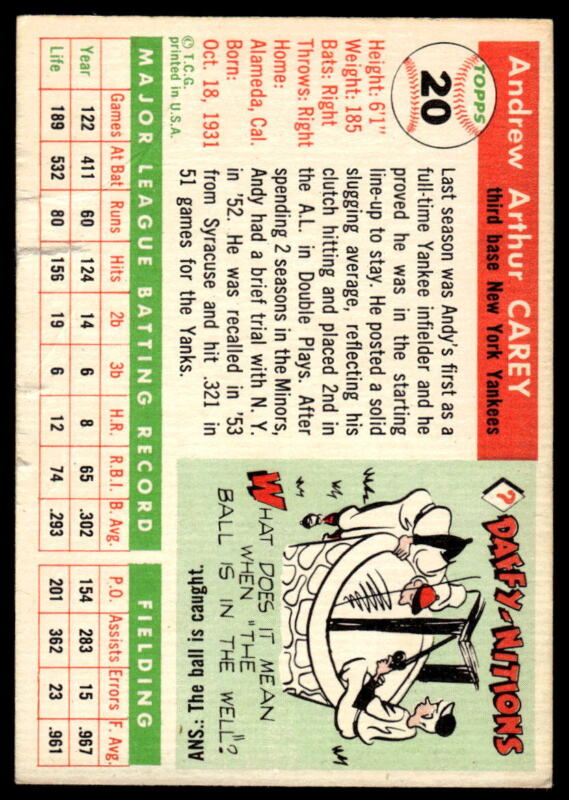 TOPPS
20
Andrew Arthur CAREY
third base New York Yankees
Height: 6'1"
Weight: 185
Bats: Right
Throws: Right
Home:
Alameda, Cal.
Born:
Oct. 18, 1931
© T.C.G.
printed in U.S.A.
Last season was Andy's first as a
full-time Yankee infielder and he
proved he was in the Yankee
line-up to stay. He posted a solid
slugging average, reflecting his
clutch hitting and placed 2nd in
the A.L. in Double Plays. After
spending 2 seasons in the Minors,
Andy had a brief trial with N. Y.
in '52. He was recalled in '53
from Syracuse and hit .321 in
51 games for the Yanks.
? DAFFY-NITIONS
WHAT DOES IT MEAN
WHEN "THE
BALL IS IN THE WELL"?
ANS.: The ball is caught.
MAJOR LEAGUE BATTING RECORD FIELDING
Games At Bat Runs Hits 2b 3b H.R. R.B.I. B. Avg. P.O. Assists Errors F. Avg.
Year 122 411 60 124 14 6 8 65 .302 154 283 15 .967
Life 189 532 80 156 19 6 12 74 .293 201 362 23 .961